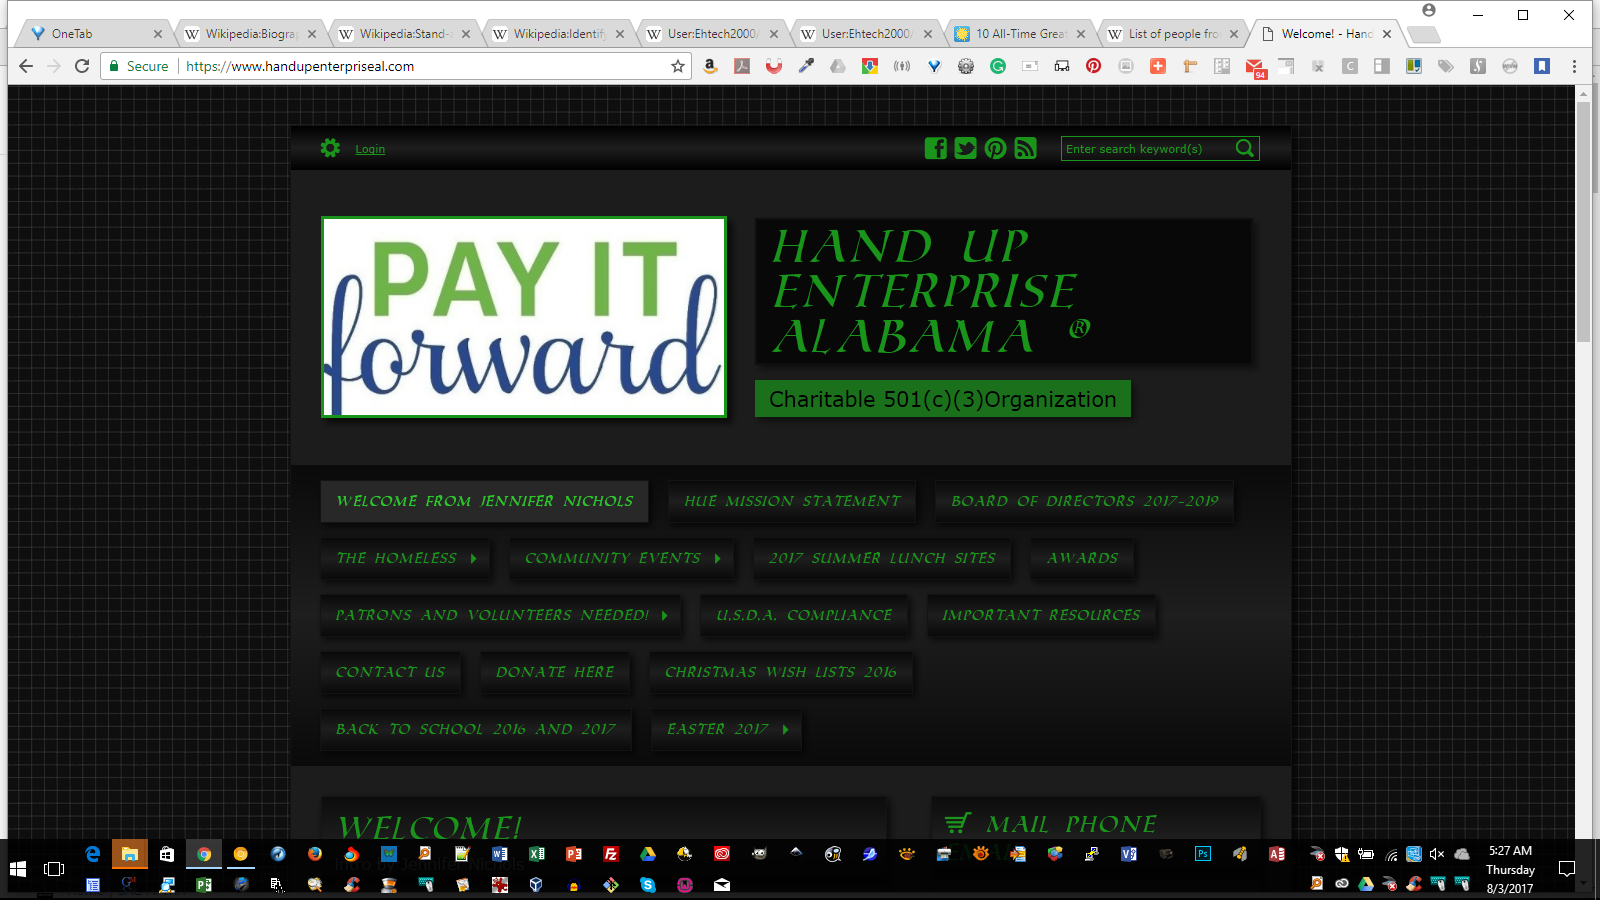 OneTab
Wikipedia:Biogra
Wikipedia:Stand-a
Wikipedia:Identify
User:Ehtech2000/
User:Ehtech2000/
10 All-Time Grea
List of people fro
Welcome! - Hand
Secure
https://www.handupenterpriseal.com
94
Login
Enter search keyword(s)
PAY IT
forward
HAND UP
ENTERPRISE
ALABAMA ®
Charitable 501(c)(3)Organization
WELCOME FROM JENNIFER NICHOLS
HUE MISSION STATEMENT
BOARD OF DIRECTORS 2017-2019
THE HOMELESS
COMMUNITY EVENTS
2017 SUMMER LUNCH SITES
AWARDS
PATRONS AND VOLUNTEERS NEEDED!
U.S.D.A. COMPLIANCE
IMPORTANT RESOURCES
CONTACT US
DONATE HERE
CHRISTMAS WISH LISTS 2016
BACK TO SCHOOL 2016 AND 2017
EASTER 2017
WELCOME!
MAIL PHONE
5:27 AM
Thursday
8/3/2017